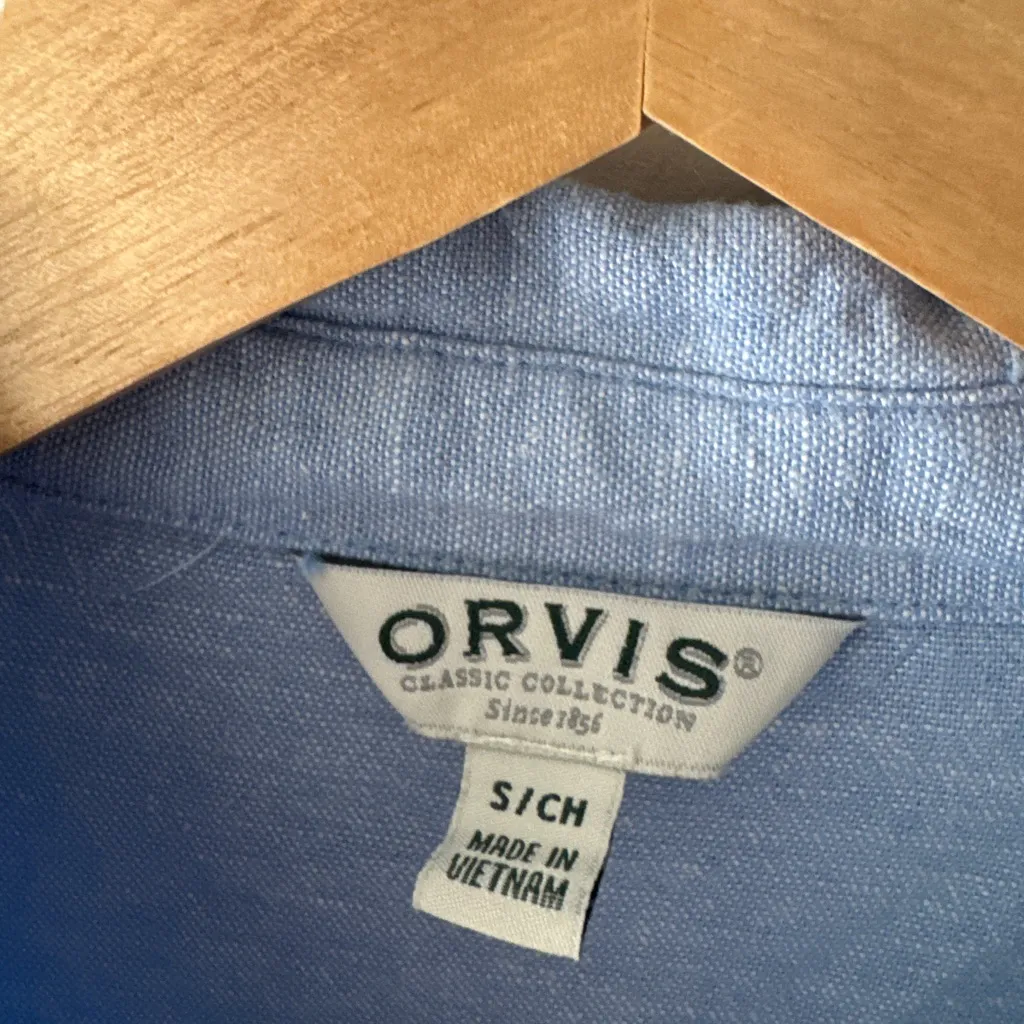 ORVIS®
CLASSIC COLLECTION
Since 1856
S/CH
MADE IN
VIETNAM